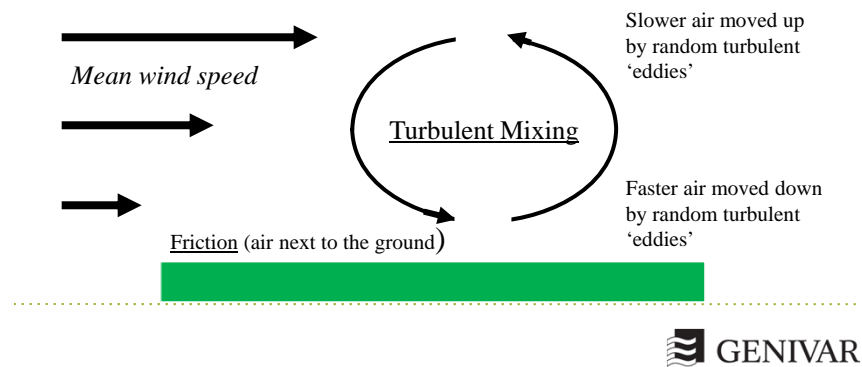 Slower air moved up
by random turbulent
‘eddies’
Mean wind speed
Turbulent Mixing
Faster air moved down
by random turbulent
‘eddies’
Friction (air next to the ground)
GENIVAR